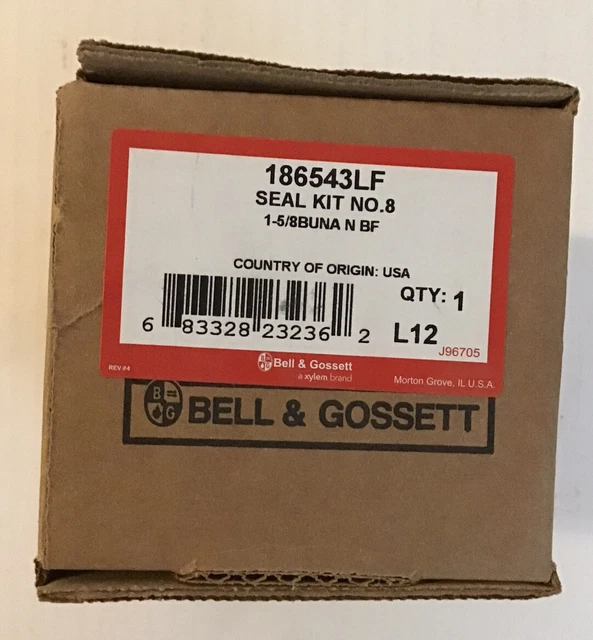 186543LF
SEAL KIT NO.8
1-5/8BUNA N BF
COUNTRY OF ORIGIN: USA
QTY: 1
6 83328 23236 2
L12
J96705
REV #4
B G Bell & Gossett
a xylem brand
Morton Grove, IL U.S.A.
B G BELL & GOSSETT